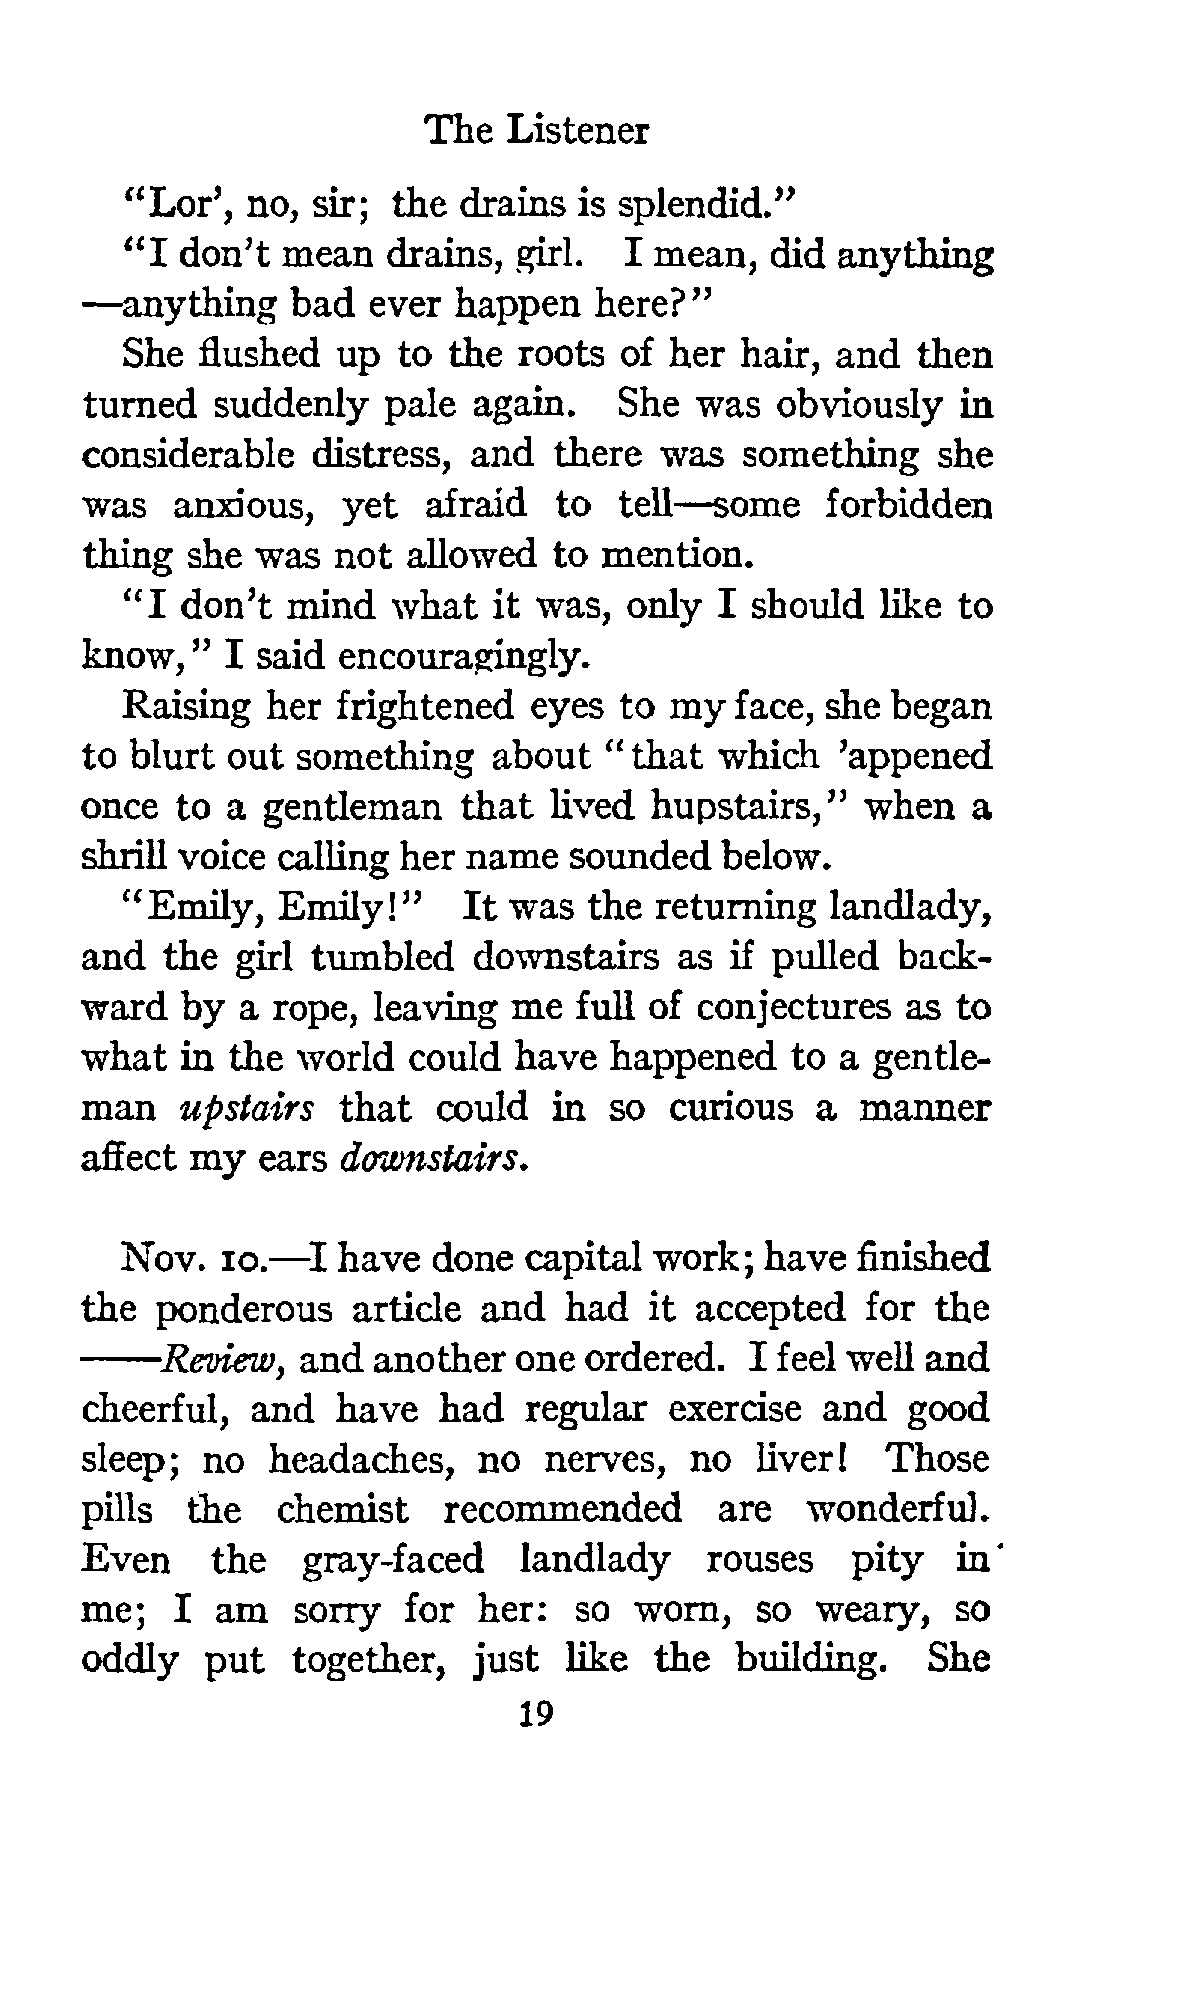 The Listener
"Lor', no, sir; the drains is splendid."
"I don't mean drains, girl. I mean, did anything
—anything bad ever happen here?"
She flushed up to the roots of her hair, and then
turned suddenly pale again. She was obviously in
considerable distress, and there was something she
was anxious, yet afraid to tell—some forbidden
thing she was not allowed to mention.
"I don't mind what it was, only I should like to
know," I said encouragingly.
Raising her frightened eyes to my face, she began
to blurt out something about "that which 'appened
once to a gentleman that lived hupstairs," when a
shrill voice calling her name sounded below.
"Emily, Emily!" It was the returning landlady,
and the girl tumbled downstairs as if pulled back-
ward by a rope, leaving me full of conjectures as to
what in the world could have happened to a gentle-
man upstairs that could in so curious a manner
affect my ears downstairs.
Nov. 10.—I have done capital work; have finished
the ponderous article and had it accepted for the
——Review, and another one ordered. I feel well and
cheerful, and have had regular exercise and good
sleep; no headaches, no nerves, no liver! Those
pills the chemist recommended are wonderful.
Even the gray-faced landlady rouses pity in
me; I am sorry for her: so worn, so weary, so
oddly put together, just like the building. She
19